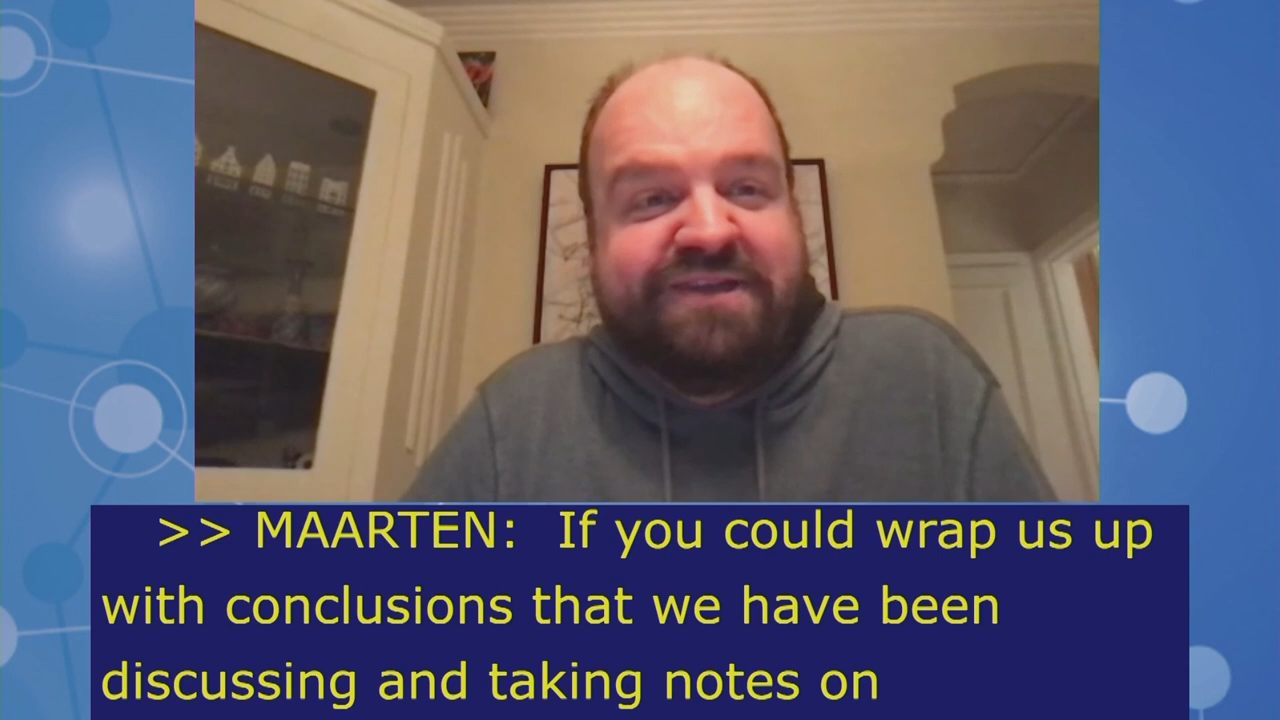 >> MAARTEN: If you could wrap us up
with conclusions that we have been
discussing and taking notes on